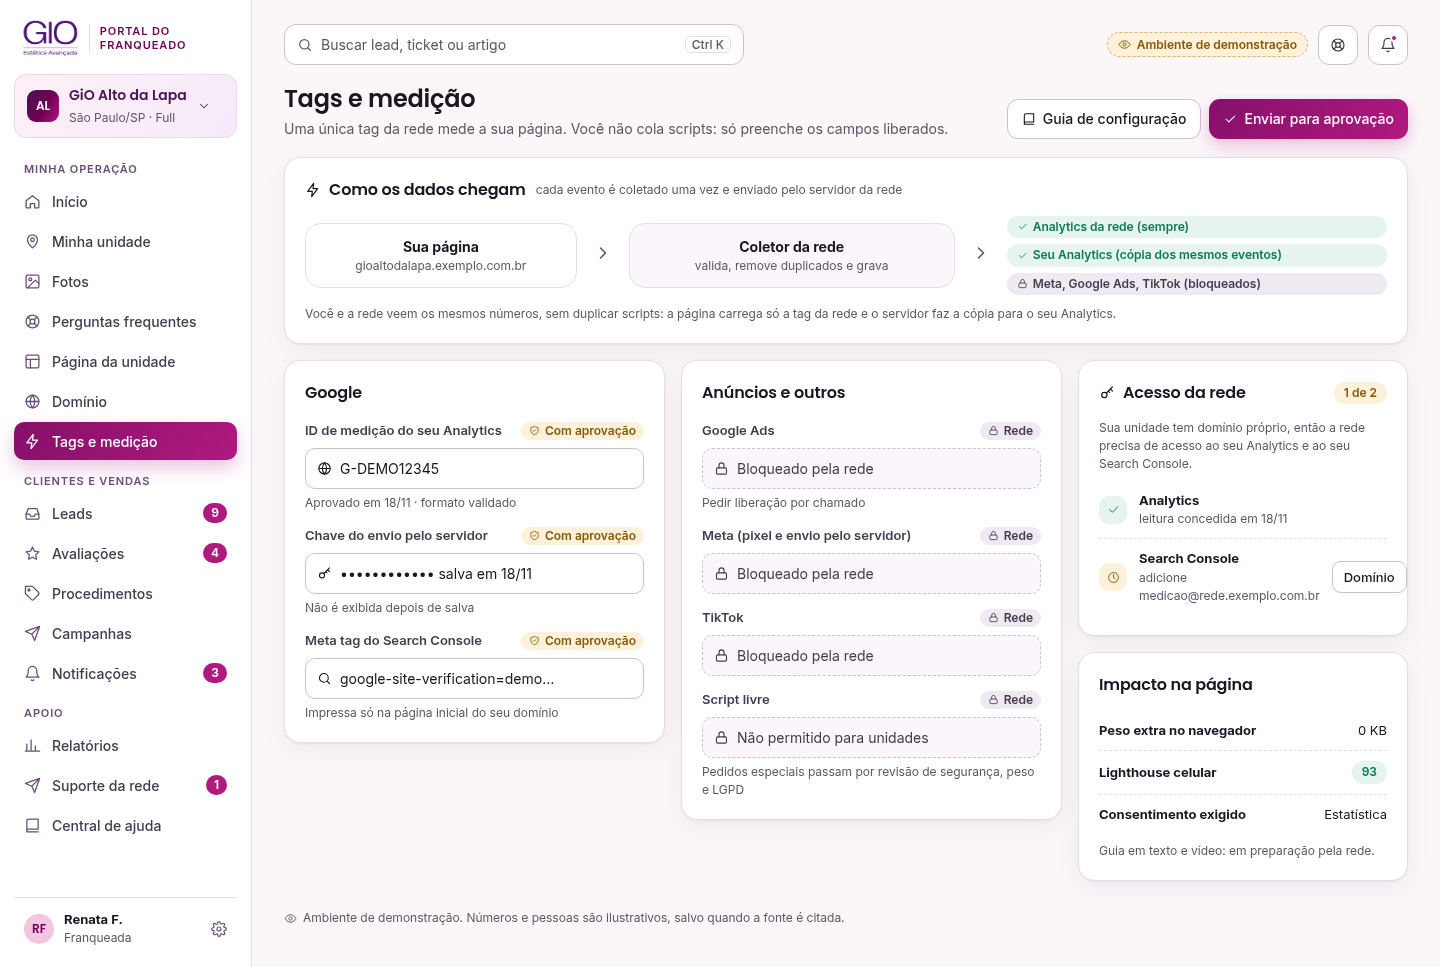 GIO
Estética Avançada
PORTAL DO
FRANQUEADO
AL
GiO Alto da Lapa
São Paulo/SP · Full
MINHA OPERAÇÃO
Início
Minha unidade
Fotos
Perguntas frequentes
Página da unidade
Domínio
Tags e medição
CLIENTES E VENDAS
Leads 9
Avaliações 4
Procedimentos
Campanhas
Notificações 3
APOIO
Relatórios
Suporte da rede 1
Central de ajuda
RF
Renata F.
Franqueada
Buscar lead, ticket ou artigo Ctrl K
Ambiente de demonstração
Tags e medição
Uma única tag da rede mede a sua página. Você não cola scripts: só preenche os campos liberados.
Guia de configuração
Enviar para aprovação
Como os dados chegam cada evento é coletado uma vez e enviado pelo servidor da rede
Sua página
gioaltodalapa.exemplo.com.br
Coletor da rede
valida, remove duplicados e grava
Analytics da rede (sempre)
Seu Analytics (cópia dos mesmos eventos)
Meta, Google Ads, TikTok (bloqueados)
Você e a rede veem os mesmos números, sem duplicar scripts: a página carrega só a tag da rede e o servidor faz a cópia para o seu Analytics.
Google
ID de medição do seu Analytics Com aprovação
G-DEMO12345
Aprovado em 18/11 · formato validado
Chave do envio pelo servidor Com aprovação
•••••••••••• salva em 18/11
Não é exibida depois de salva
Meta tag do Search Console Com aprovação
google-site-verification=demo...
Impressa só na página inicial do seu domínio
Anúncios e outros
Google Ads Rede
Bloqueado pela rede
Pedir liberação por chamado
Meta (pixel e envio pelo servidor) Rede
Bloqueado pela rede
TikTok Rede
Bloqueado pela rede
Script livre Rede
Não permitido para unidades
Pedidos especiais passam por revisão de segurança, peso
e LGPD
Acesso da rede 1 de 2
Sua unidade tem domínio próprio, então a rede
precisa de acesso ao seu Analytics e ao seu
Search Console.
Analytics
leitura concedida em 18/11
Search Console
adicione
medicao@rede.exemplo.com.br
Domínio
Impacto na página
Peso extra no navegador 0 KB
Lighthouse celular 93
Consentimento exigido Estatística
Guia em texto e vídeo: em preparação pela rede.
Ambiente de demonstração. Números e pessoas são ilustrativos, salvo quando a fonte é citada.